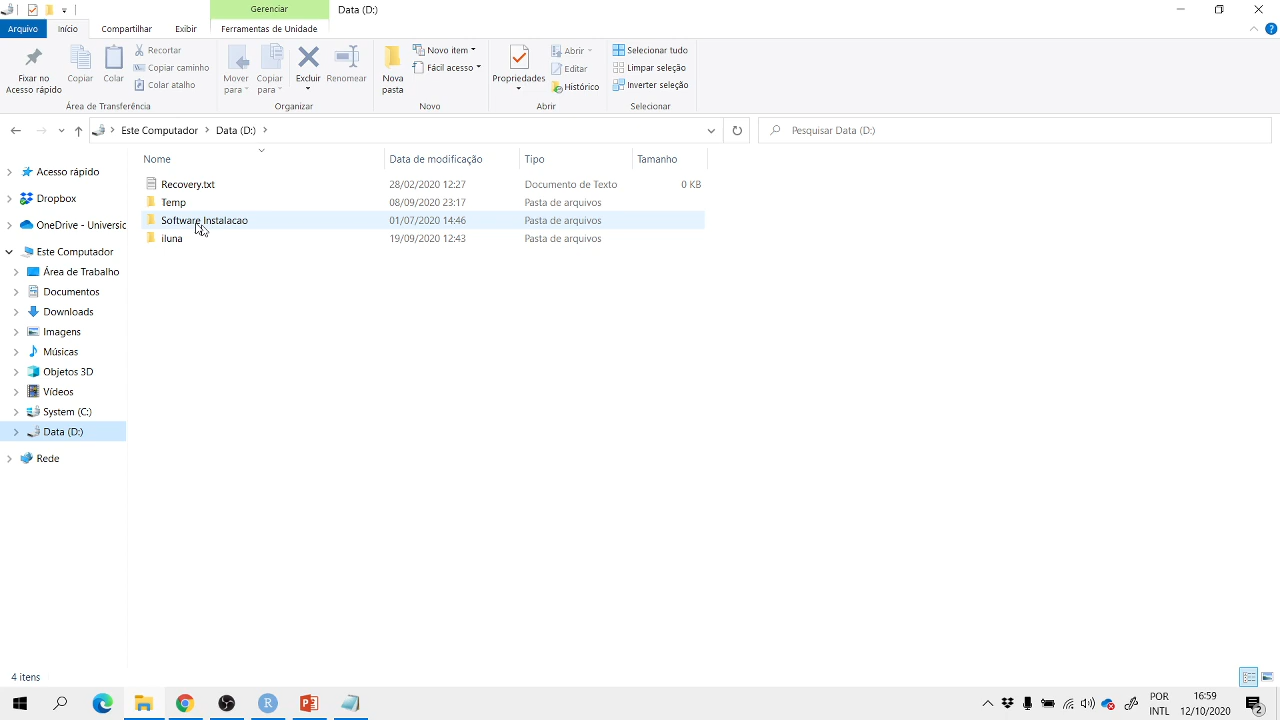 Gerenciar
Data (D:)
Arquivo Início Compartilhar Exibir Ferramentas de Unidade
Fixar no Acesso rápido
Copiar
Colar
Recortar
Copiar caminho
Colar atalho
Área de Transferência
Mover para
Copiar para
Excluir
Renomear
Organizar
Nova pasta
Novo item
Fácil acesso
Novo
Propriedades
Abrir
Editar
Histórico
Abrir
Selecionar tudo
Limpar seleção
Inverter seleção
Selecionar
Este Computador Data (D:)
Pesquisar Data (D:)
Nome Data de modificação Tipo Tamanho
Recovery.txt 28/02/2020 12:27 Documento de Texto 0 KB
Temp 08/09/2020 23:17 Pasta de arquivos
Software Instalacao 01/07/2020 14:46 Pasta de arquivos
iluna 19/09/2020 12:43 Pasta de arquivos
Acesso rápido
Dropbox
OneDrive - Universic
Este Computador
Área de Trabalho
Documentos
Downloads
Imagens
Músicas
Objetos 3D
Vídeos
System (C:)
Data (D:)
Rede
4 itens
POR
INTL
16:59
12/10/2020
2